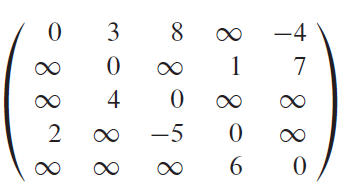 0 3 8 ∞ −4
∞ 0 ∞ 1 7
∞ 4 0 ∞ ∞
2 ∞ −5 0 ∞
∞ ∞ ∞ 6 0